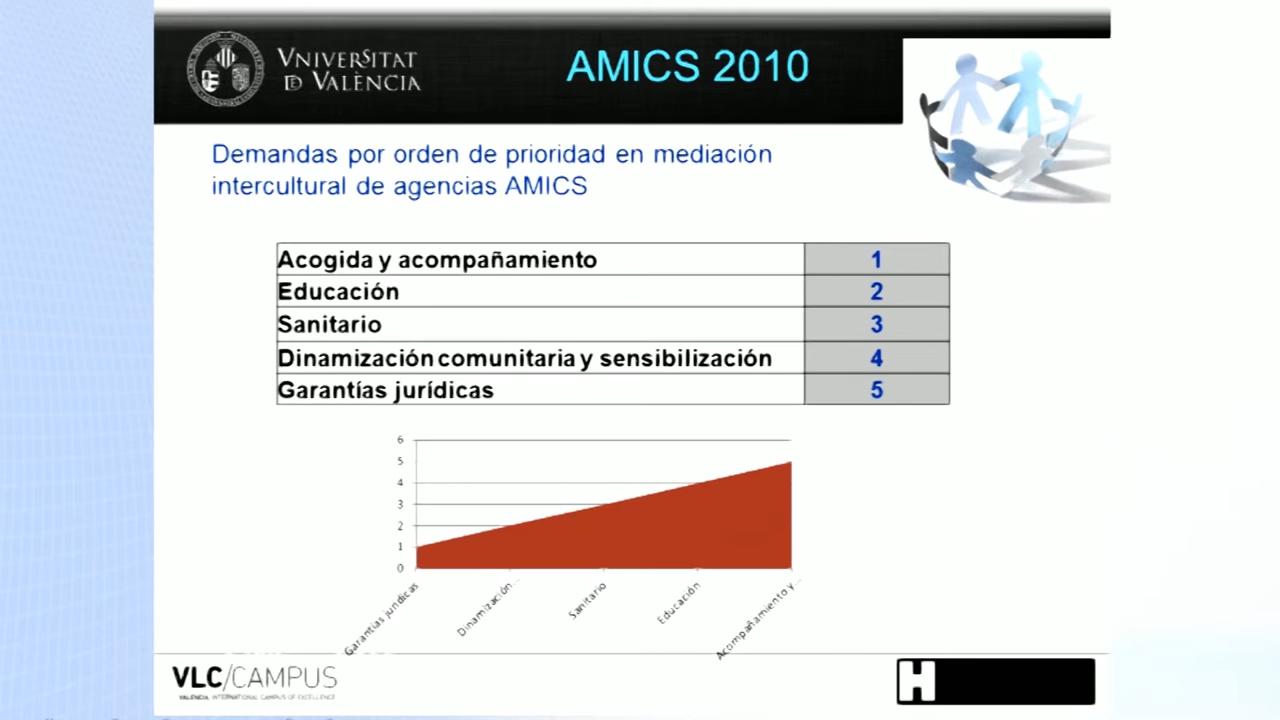 VNIVERSITAT
DE VALÈNCIA
AMICS 2010
Demandas por orden de prioridad en mediación
intercultural de agencias AMICS
Acogida y acompañamiento 1
Educación 2
Sanitario 3
Dinamización comunitaria y sensibilización 4
Garantías jurídicas 5
6
5
4
3
2
1
0
Garantías jurídicas
Dinamización...
Sanitario
Educación
Acompañamiento y...
VLC/CAMPUS
VALENCIA, INTERNATIONAL CAMPUS OF EXCELLENCE
H